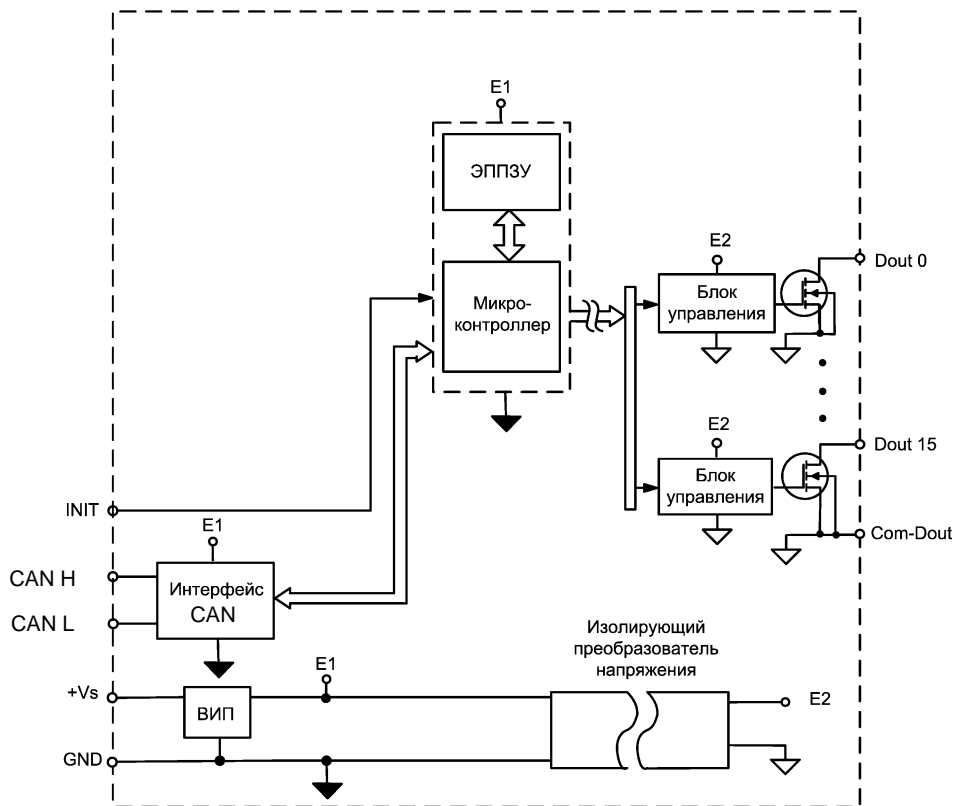 E1
ЭППЗУ
Микро-
контроллер
E2
Блок
управления
Dout 0
E2
Блок
управления
Dout 15
Com-Dout
INIT
E1
CAN H
CAN L
Интерфейс
CAN
Изолирующий
преобразователь
напряжения
+Vs
ВИП
E1
E2
GND